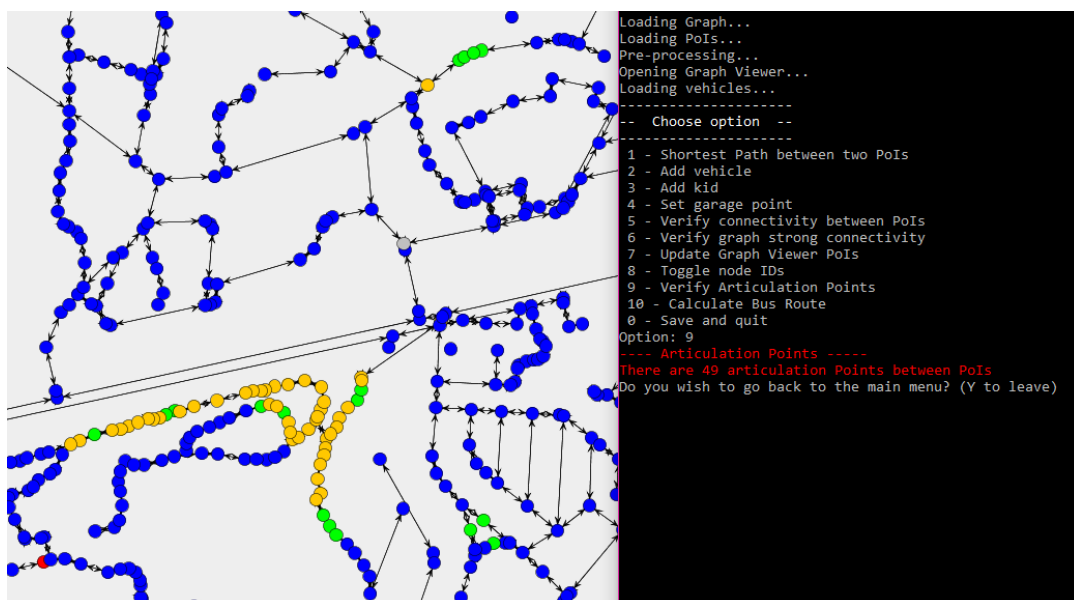 Loading Graph...
Loading PoIs...
Pre-processing...
Opening Graph Viewer...
Loading vehicles...
---------------------
--  Choose option  --
---------------------
1 - Shortest Path between two PoIs
2 - Add vehicle
3 - Add kid
4 - Set garage point
5 - Verify connectivity between PoIs
6 - Verify graph strong connectivity
7 - Update Graph Viewer PoIs
8 - Toggle node IDs
9 - Verify Articulation Points
10 - Calculate Bus Route
0 - Save and quit
Option: 9
---- Articulation Points -----
There are 49 articulation Points between PoIs
Do you wish to go back to the main menu? (Y to leave)